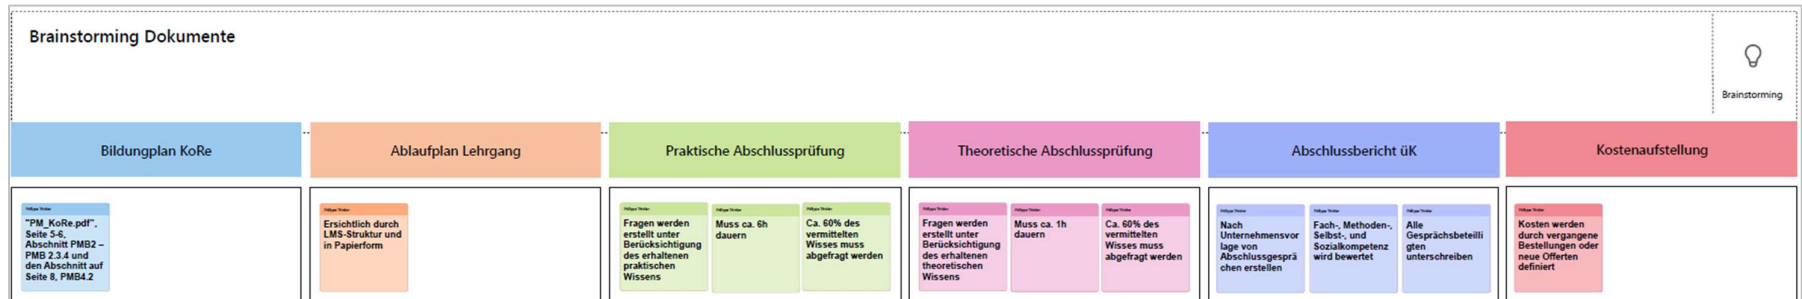 Brainstorming Dokumente
Brainstorming
Bildungplan KoRe
Ablaufplan Lehrgang
Praktische Abschlussprüfung
Theoretische Abschlussprüfung
Abschlussbericht üK
Kostenaufstellung
"PM_KoRe.pdf",
Seite 5-6,
Abschnitt PMB2 –
PMB 2.3.4 und
den Abschnitt auf
Seite 8, PMB4.2
Ersichtlich durch
LMS-Struktur und
in Papierform
Fragen werden
erstellt unter
Berücksichtigung
des erhaltenen
praktischen
Wissens
Muss ca. 6h
dauern
Ca. 60% des
vermittelten
Wisses muss
abgefragt werden
Fragen werden
erstellt unter
Berücksichtigung
des erhaltenen
theoretischen
Wissens
Muss ca. 1h
dauern
Ca. 60% des
vermittelten
Wisses muss
abgefragt werden
Nach
Unternehmensvor
lage von
Abschlussgesprä
chen erstellen
Fach-, Methoden-,
Selbst-, und
Sozialkompetenz
wird bewertet
Alle
Gesprächsbeteili
gten
unterschreiben
Kosten werden
durch vergangene
Bestellungen oder
neue Offerten
definiert